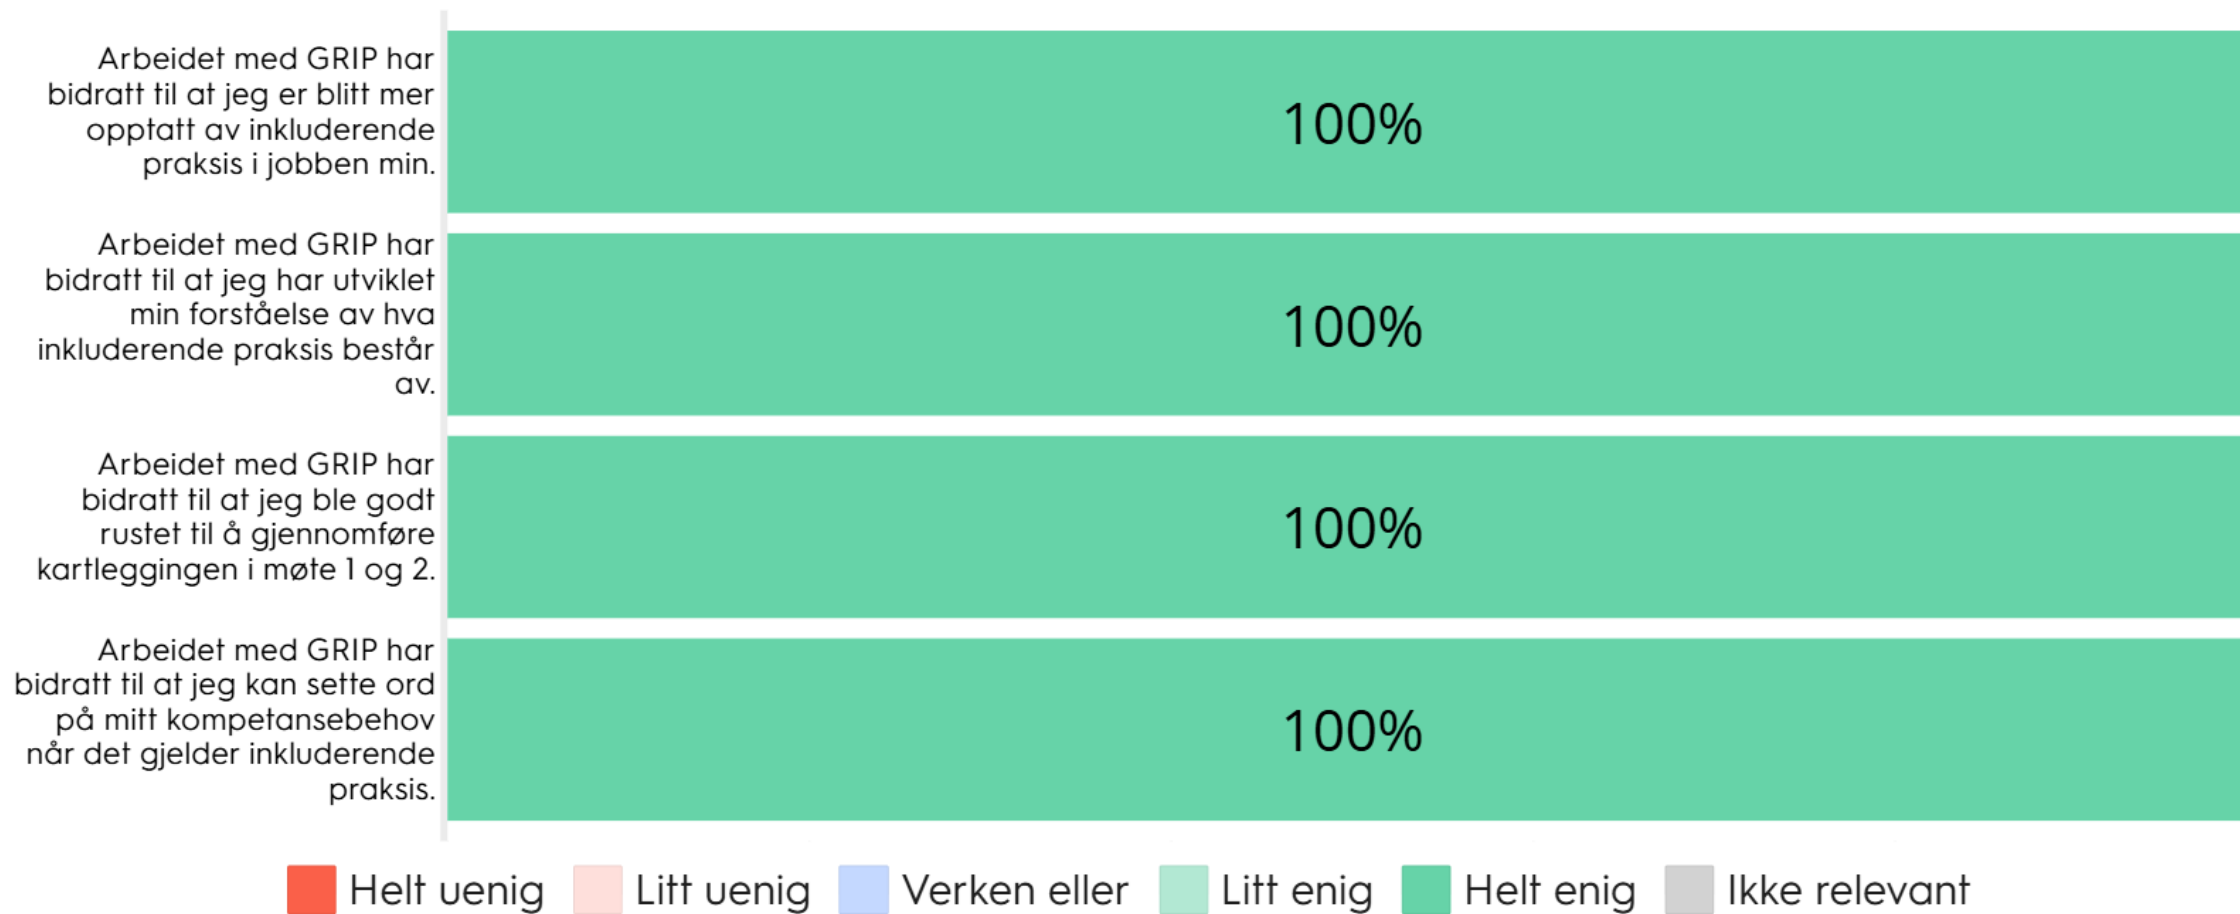 Arbeidet med GRIP har
bidratt til at jeg er blitt mer
opptatt av inkluderende
praksis i jobben min.
100%
Arbeidet med GRIP har
bidratt til at jeg har utviklet
min forståelse av hva
inkluderende praksis består
av.
100%
Arbeidet med GRIP har
bidratt til at jeg ble godt
rustet til å gjennomføre
kartleggingen i møte 1 og 2.
100%
Arbeidet med GRIP har
bidratt til at jeg kan sette ord
på mitt kompetansebehov
når det gjelder inkluderende
praksis.
100%
Helt uenig Litt uenig Verken eller Litt enig Helt enig Ikke relevant